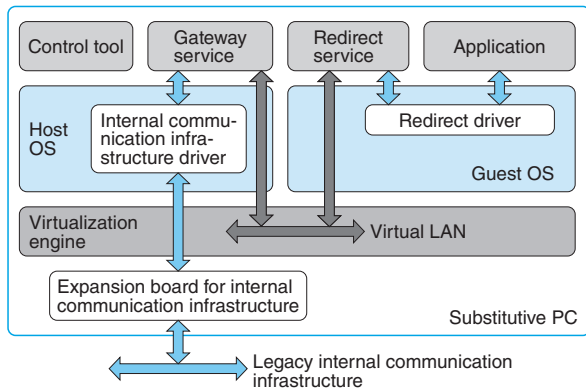 Control tool
Gateway
service
Redirect
service
Application
Host
OS
Internal commu-
nication infra-
structure driver
Redirect driver
Guest OS
Virtualization
engine
Virtual LAN
Expansion board for internal
communication infrastructure
Substitutive PC
Legacy internal communication
infrastructure